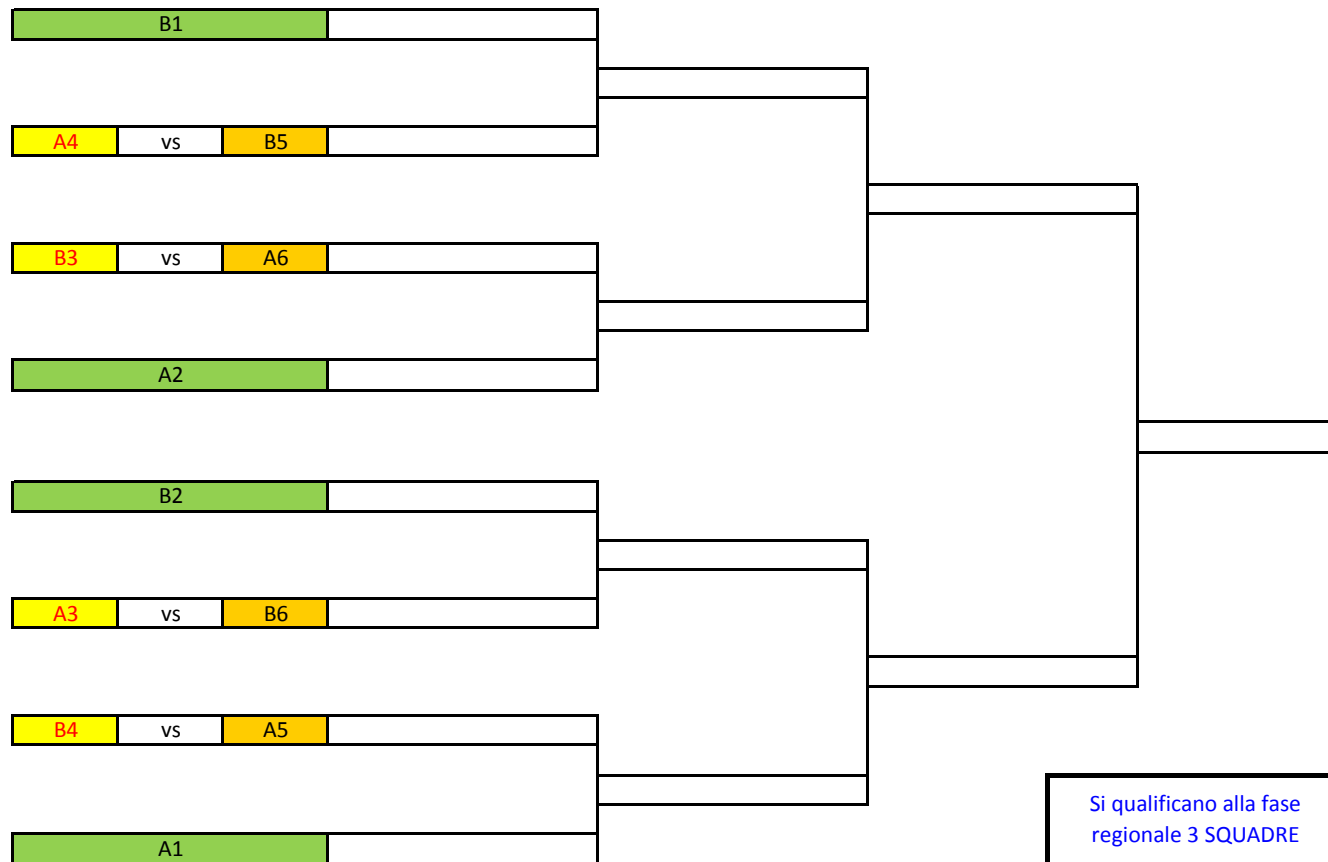 B1
A4 vs B5
B3 vs A6
A2
B2
A3 vs B6
B4 vs A5
A1
Si qualificano alla fase
regionale 3 SQUADRE